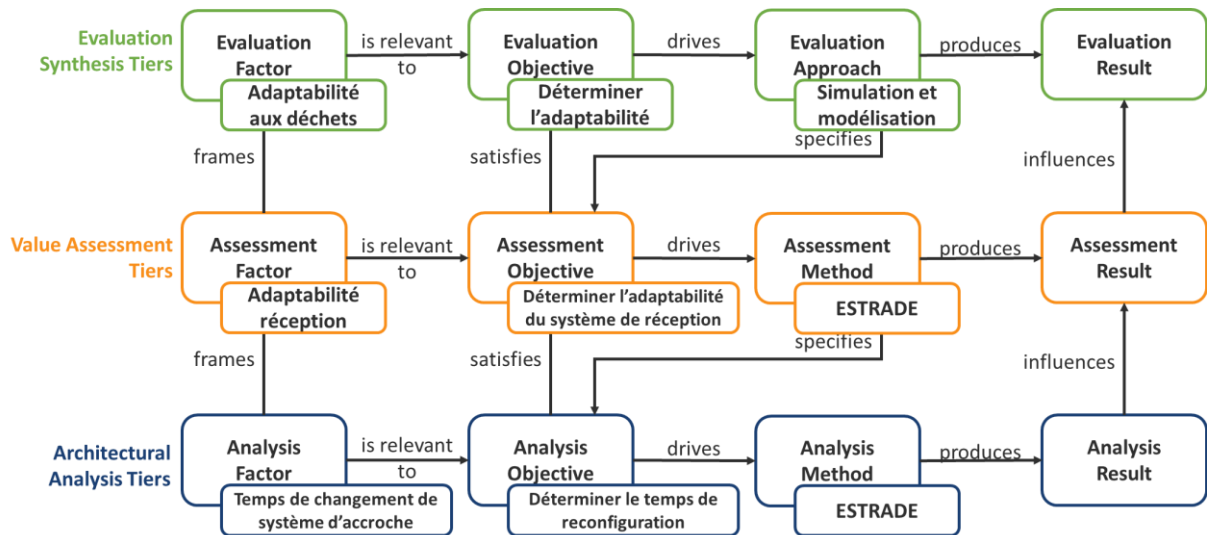 Evaluation
Synthesis Tiers
Evaluation
Factor
Adaptabilité
aux déchets
is relevant
to
Evaluation
Objective
Déterminer
l'adaptabilité
drives
Evaluation
Approach
Simulation et
modélisation
produces
Evaluation
Result
frames
satisfies
specifies
influences
Value Assessment
Tiers
Assessment
Factor
Adaptabilité
réception
is relevant
to
Assessment
Objective
Déterminer l'adaptabilité
du système de réception
drives
Assessment
Method
ESTRADE
produces
Assessment
Result
frames
satisfies
specifies
influences
Architectural
Analysis Tiers
Analysis
Factor
Temps de changement de
système d'accroche
is relevant
to
Analysis
Objective
Déterminer le temps de
reconfiguration
drives
Analysis
Method
ESTRADE
produces
Analysis
Result